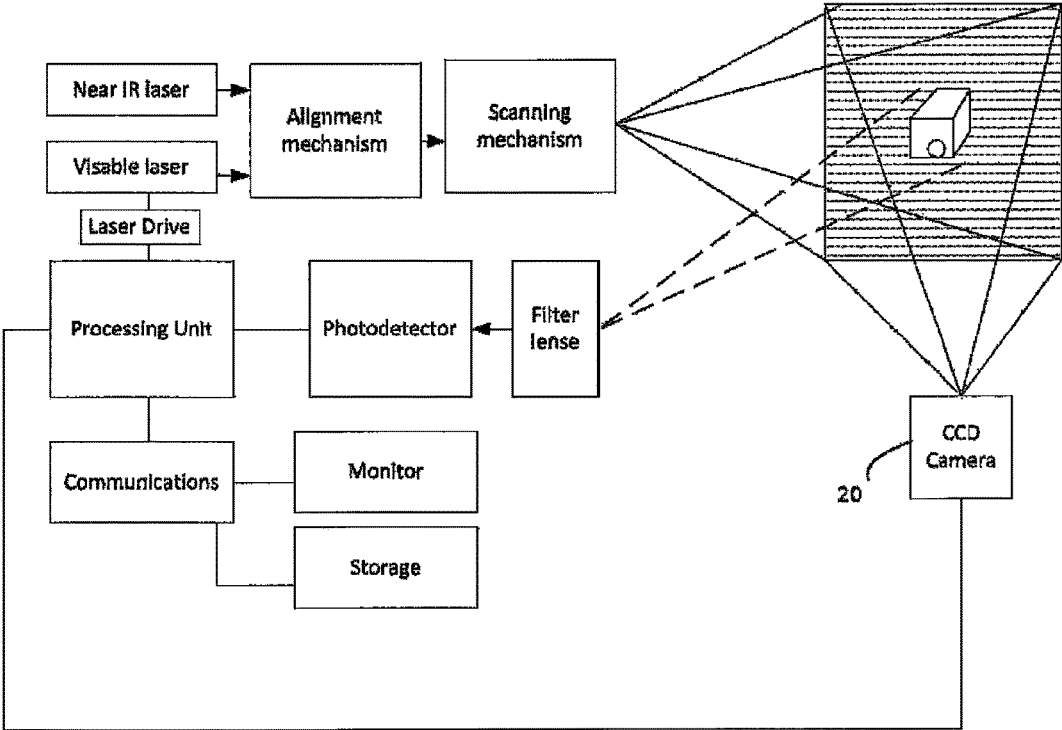 Near IR laser
Alignment
mechanism
Scanning
mechanism
Visable laser
Laser Drive
Processing Unit
Photodetector
Filter
lense
CCD
Camera
20
Communications
Monitor
Storage